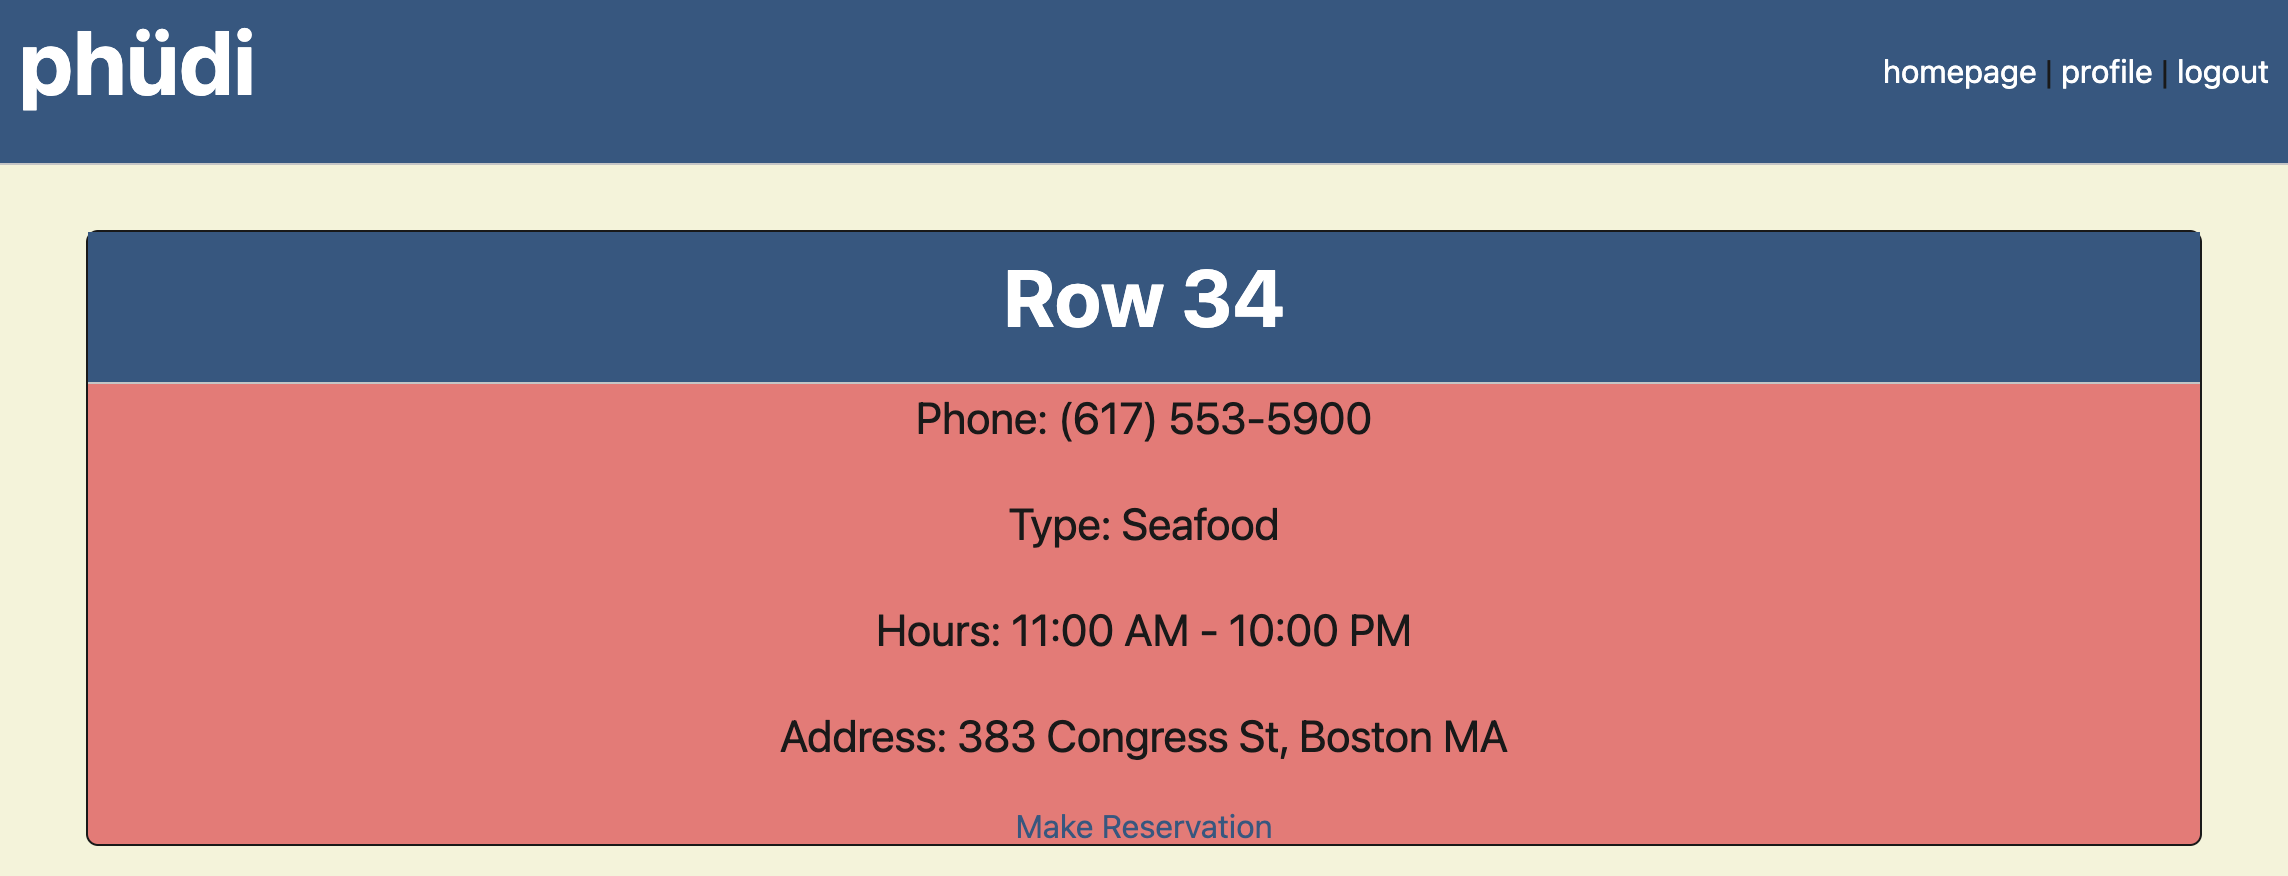 phüdi
homepage | profile | logout
Row 34
Phone: (617) 553-5900
Type: Seafood
Hours: 11:00 AM - 10:00 PM
Address: 383 Congress St, Boston MA
Make Reservation